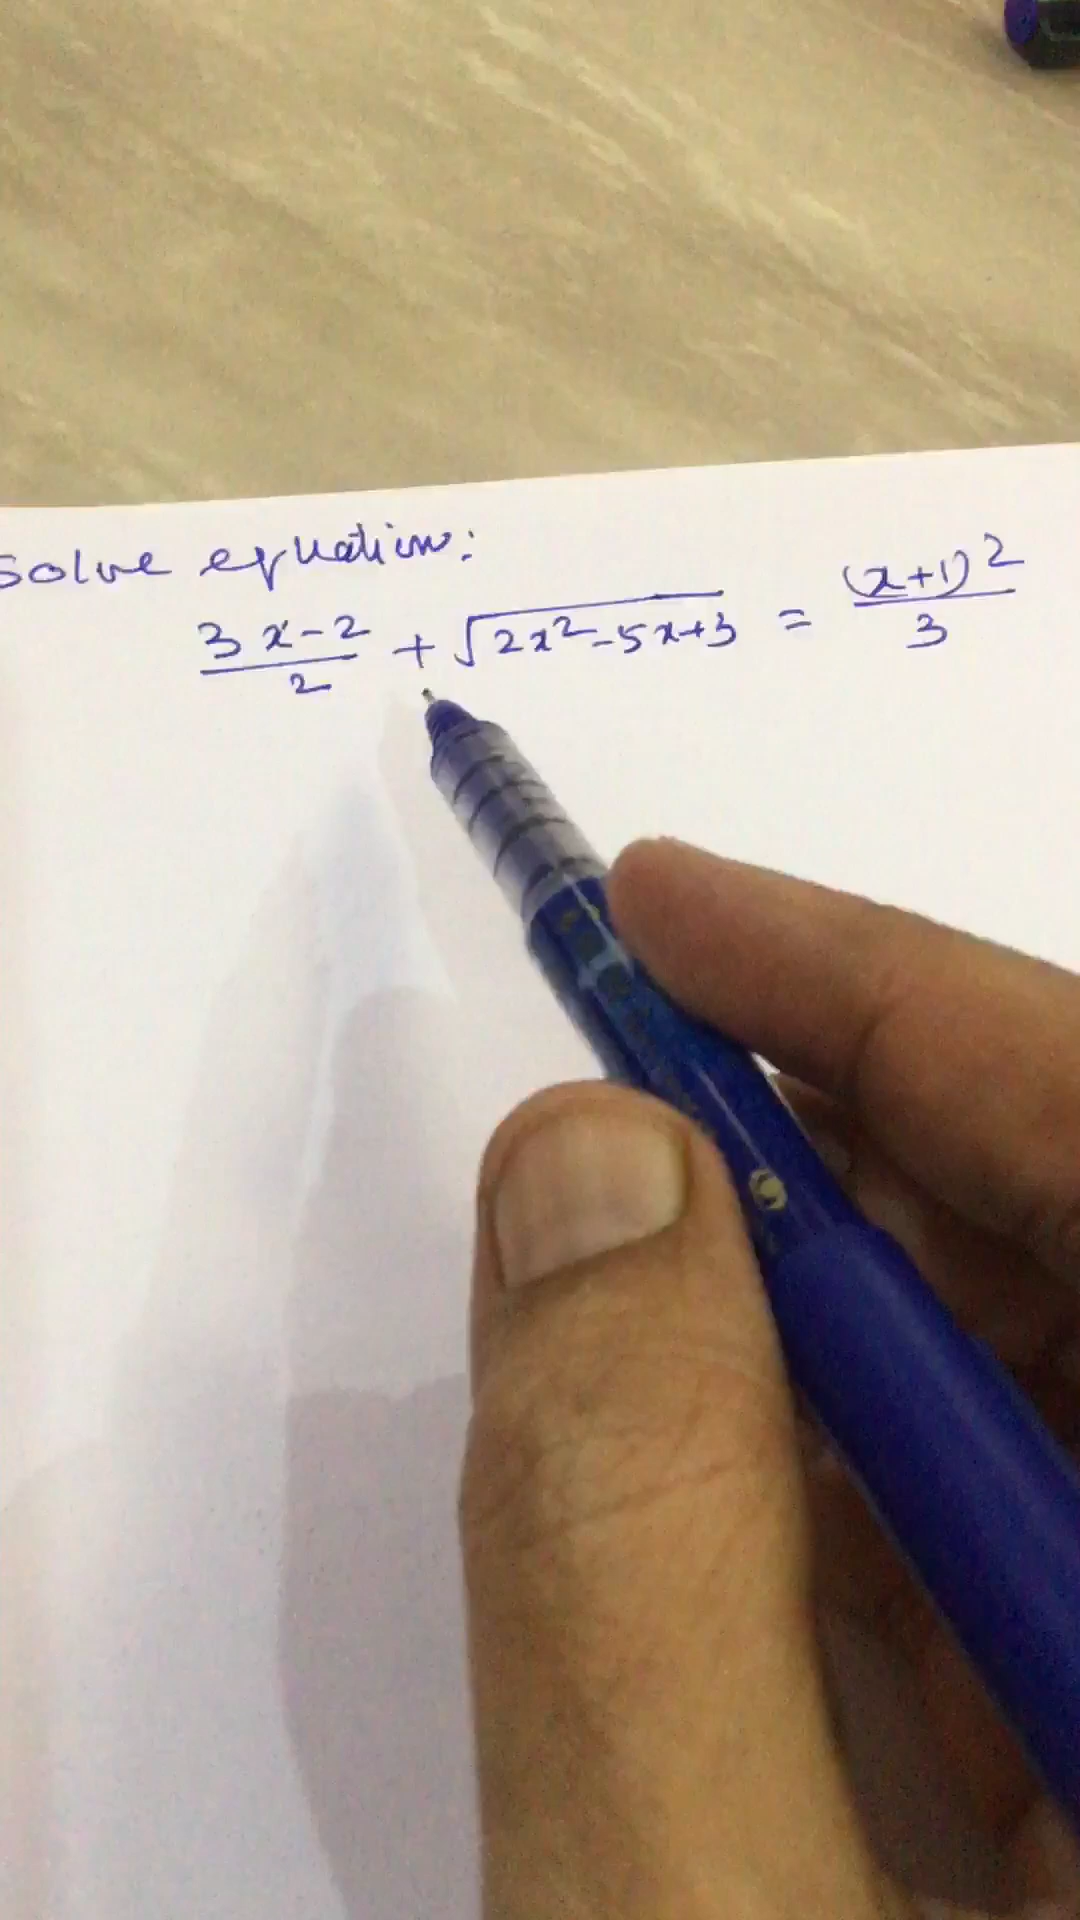 Solve equation:
3x-2/2 + √2x²-5x+3 = (x+1)²/3